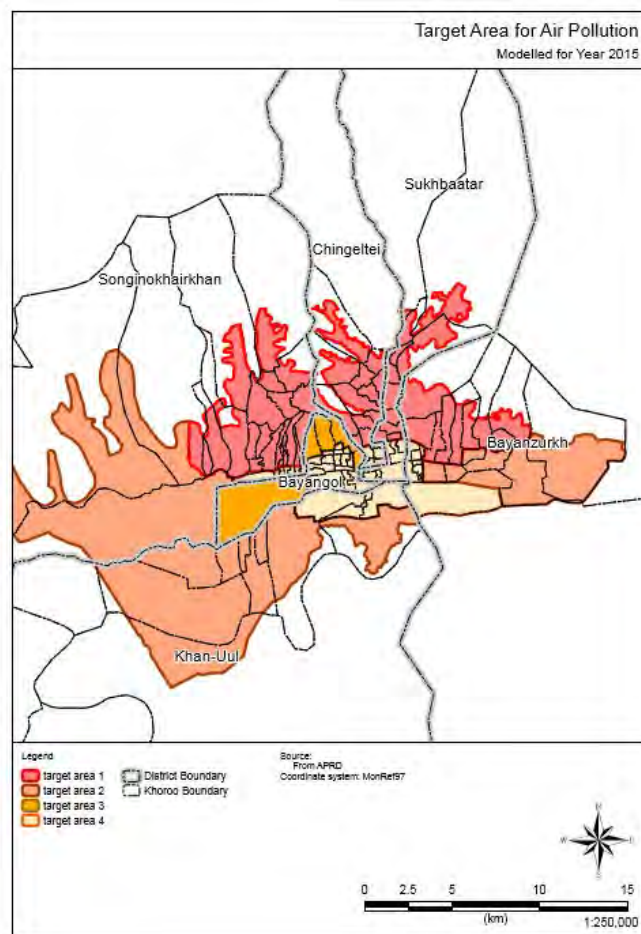 Target Area for Air Pollution
Modelled for Year 2015
Sukhbaatar
Chingeltei
Songinokhairkhan
Bayanzurkh
Bayangol
Khan-Uul
Legend
target area 1
target area 2
target area 3
target area 4
District Boundary
Khoroo Boundary
Source:
From APRD
Coordinate system: MonRef97
N
W E
S
0 2.5 5 10 15
(km)
1:250,000